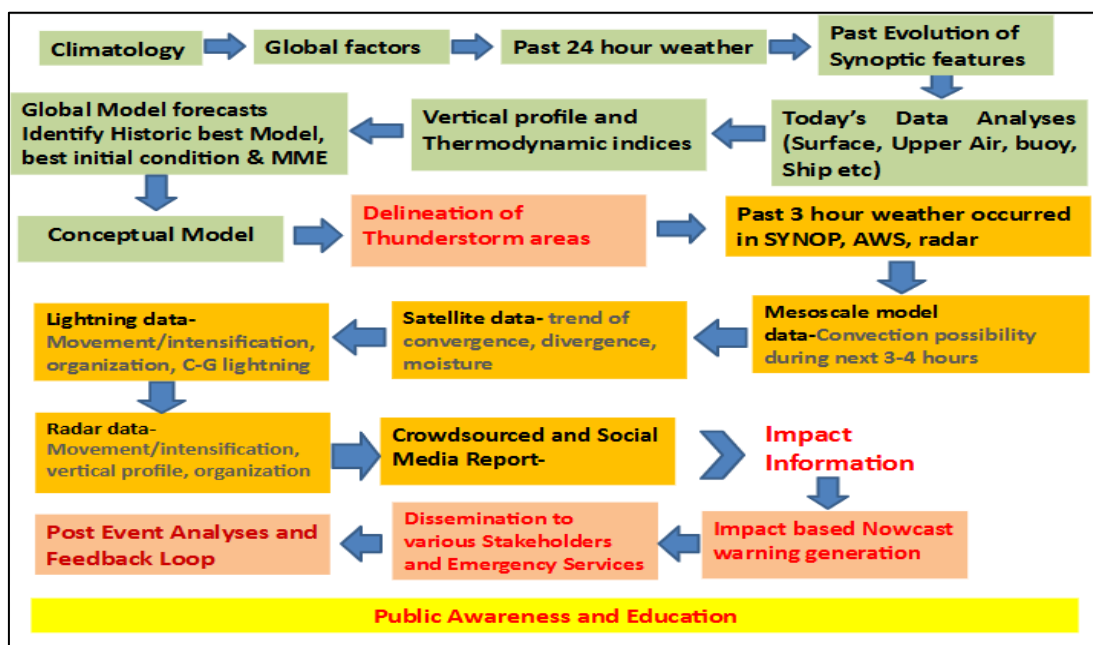 Climatology
Global factors
Past 24 hour weather
Past Evolution of
Synoptic features
Today's Data Analyses
(Surface, Upper Air, buoy,
Ship etc)
Vertical profile and
Thermodynamic indices
Global Model forecasts
Identify Historic best Model,
best initial condition & MME
Conceptual Model
Delineation of
Thunderstorm areas
Past 3 hour weather occurred
in SYNOP, AWS, radar
Mesoscale model
data-Convection possibility
during next 3-4 hours
Satellite data- trend of
convergence, divergence,
moisture
Lightning data-
Movement/intensification,
organization, C-G lightning
Radar data-
Movement/intensification,
vertical profile, organization
Crowdsourced and Social
Media Report-
Impact
Information
Impact based Nowcast
warning generation
Dissemination to
various Stakeholders
and Emergency Services
Post Event Analyses and
Feedback Loop
Public Awareness and Education